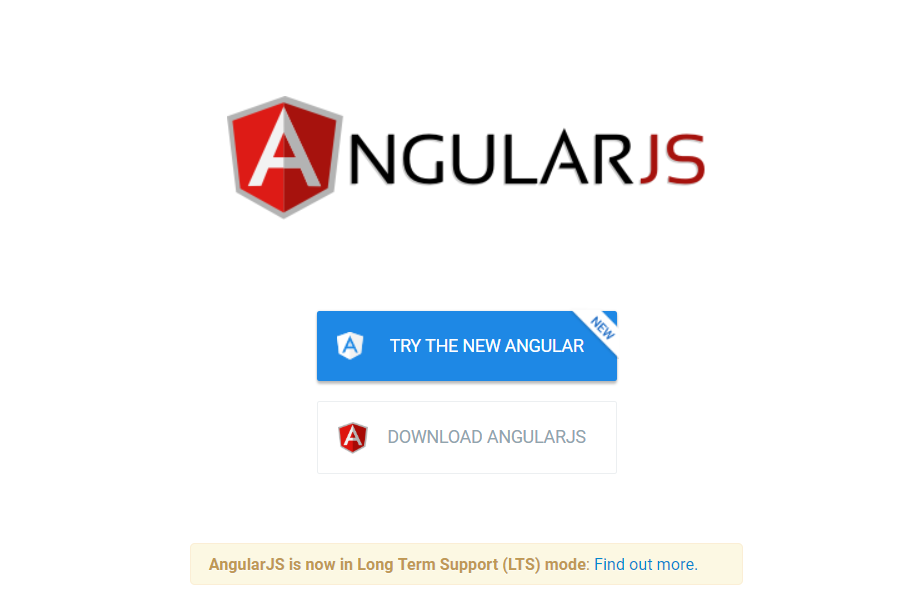 ANGULARJS
NEW
TRY THE NEW ANGULAR
DOWNLOAD ANGULARJS
AngularJS is now in Long Term Support (LTS) mode: Find out more.